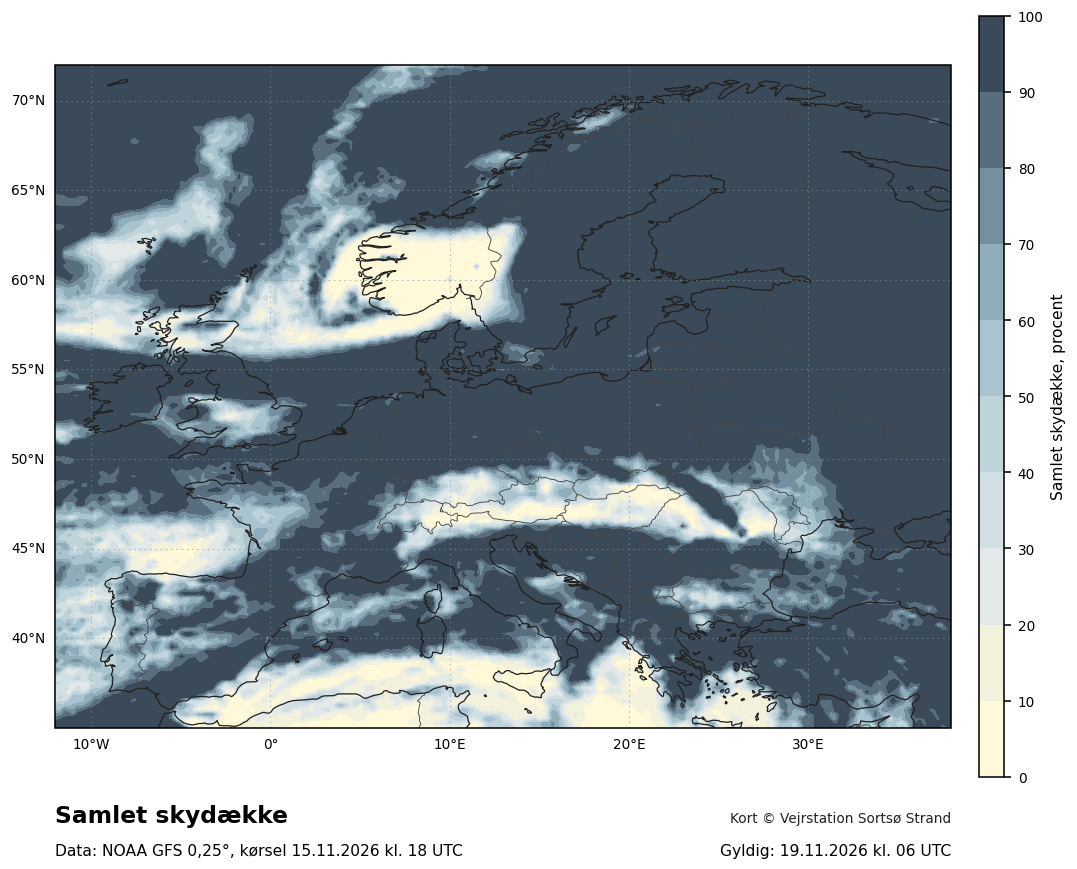 70°N
65°N
60°N
55°N
50°N
45°N
40°N
10°W 0° 10°E 20°E 30°E
100
90
80
70
60
50
40
30
20
10
0
Samlet skydække, procent
Samlet skydække
Kort © Vejrstation Sortsø Strand
Data: NOAA GFS 0,25°, kørsel 15.11.2026 kl. 18 UTC
Gyldig: 19.11.2026 kl. 06 UTC